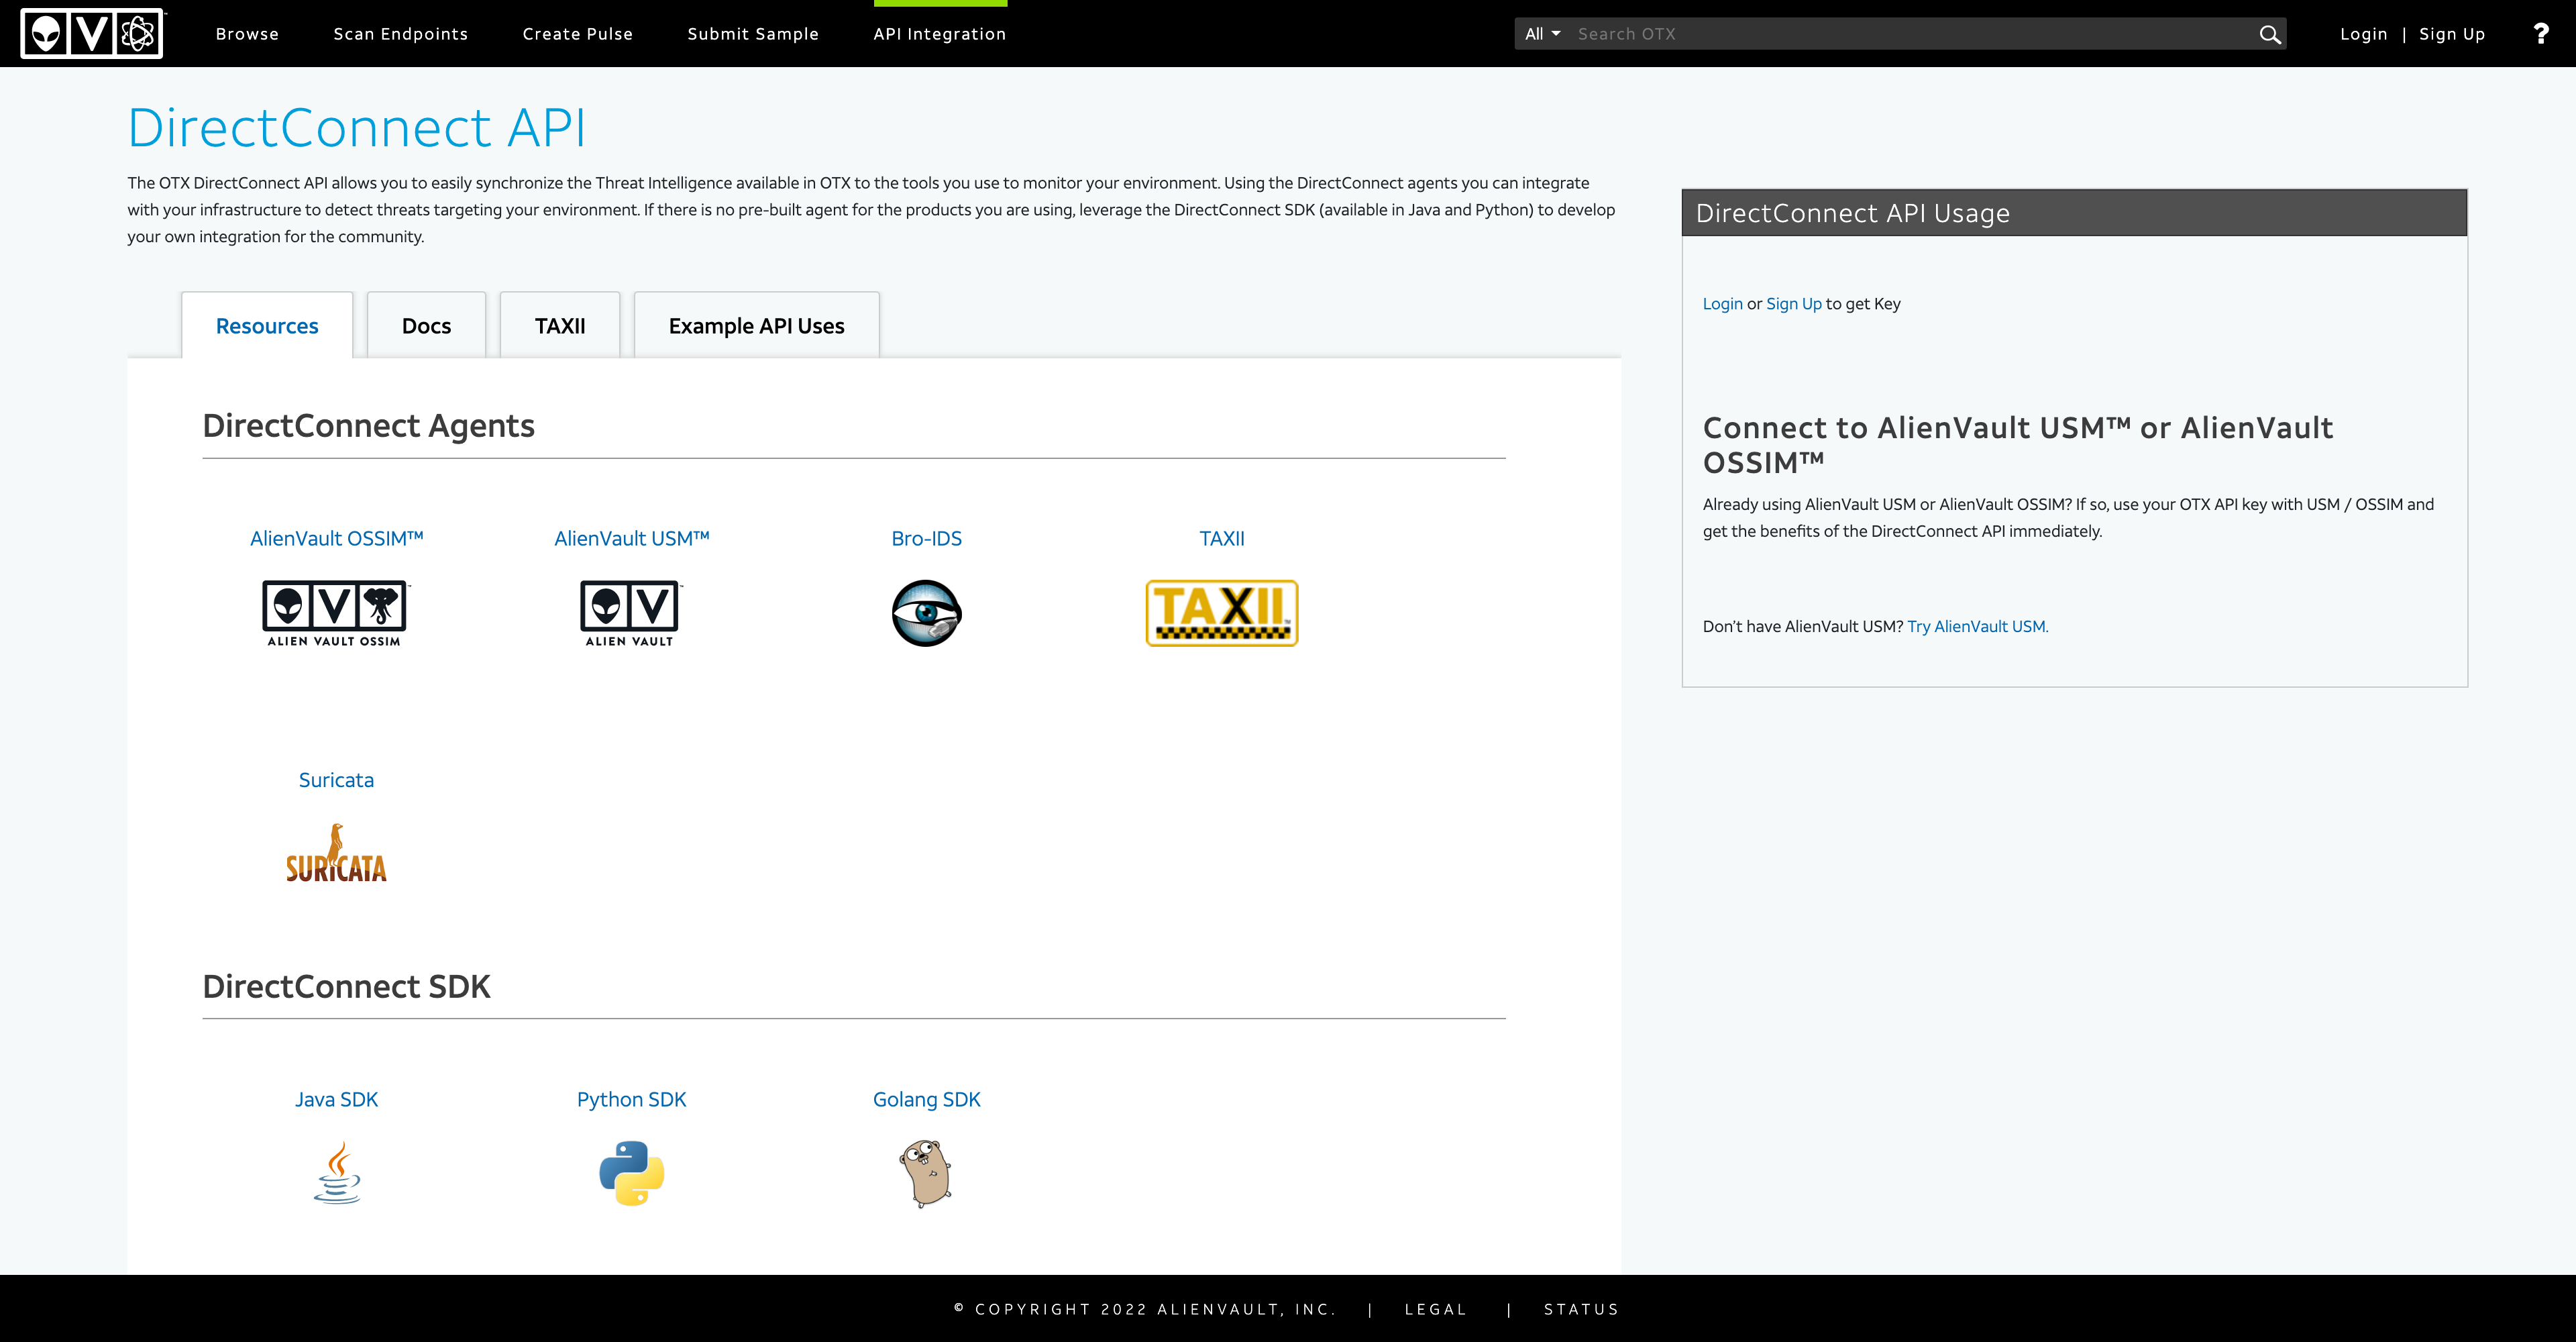 Browse
Scan Endpoints
Create Pulse
Submit Sample
API Integration
All
Search OTX
Login | Sign Up
?
DirectConnect API
The OTX DirectConnect API allows you to easily synchronize the Threat Intelligence available in OTX to the tools you use to monitor your environment. Using the DirectConnect agents you can integrate
with your infrastructure to detect threats targeting your environment. If there is no pre-built agent for the products you are using, leverage the DirectConnect SDK (available in Java and Python) to develop
your own integration for the community.
Resources
Docs
TAXII
Example API Uses
DirectConnect Agents
AlienVault OSSIM™
AlienVault USM™
Bro-IDS
TAXII
V
ALIEN VAULT OSSIM
V
ALIEN VAULT
TAXII
Suricata
SURICATA
DirectConnect SDK
Java SDK
Python SDK
Golang SDK
DirectConnect API Usage
Login or Sign Up to get Key
Connect to AlienVault USM™ or AlienVault
OSSIM™
Already using AlienVault USM or AlienVault OSSIM? If so, use your OTX API key with USM / OSSIM and
get the benefits of the DirectConnect API immediately.
Don't have AlienVault USM? Try AlienVault USM.
© COPYRIGHT 2022 ALIENVAULT, INC. | LEGAL | STATUS